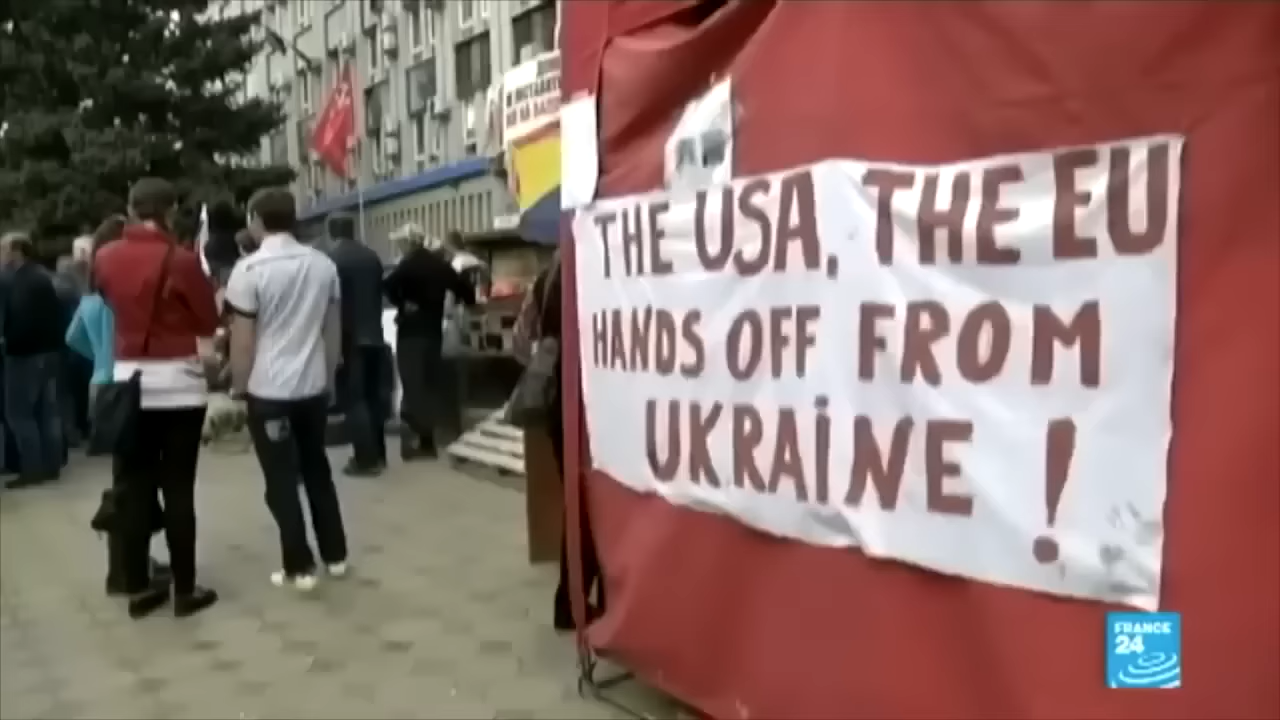 THE USA, THE EU
HANDS OFF FROM
UKRAINE !
FRANCE
24